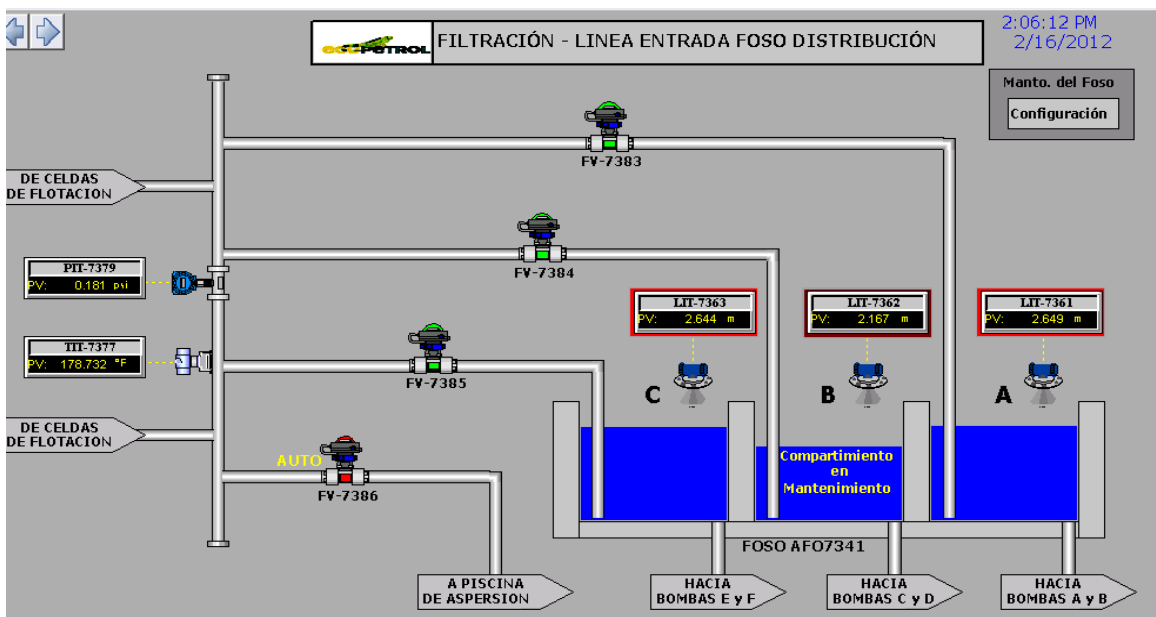 ecoPETROL
FILTRACIÓN - LINEA ENTRADA FOSO DISTRIBUCIÓN
2:06:12 PM
2/16/2012
Manto. del Foso
Configuración
FV-7383
DE CELDAS
DE FLOTACION
FV-7384
PIT-7379
PV: 0.181 psi
LIT-7363
PV: 2.644 m
LIT-7362
PV: 2.167 m
LIT-7361
PV: 2.649 m
TIT-7377
PV: 178.732 °F
FV-7385
C
B
A
DE CELDAS
DE FLOTACION
AUTO
FV-7386
Compartimiento
en
Mantenimiento
FOSO AFO7341
A PISCINA
DE ASPERSION
HACIA
BOMBAS E y F
HACIA
BOMBAS C y D
HACIA
BOMBAS A y B